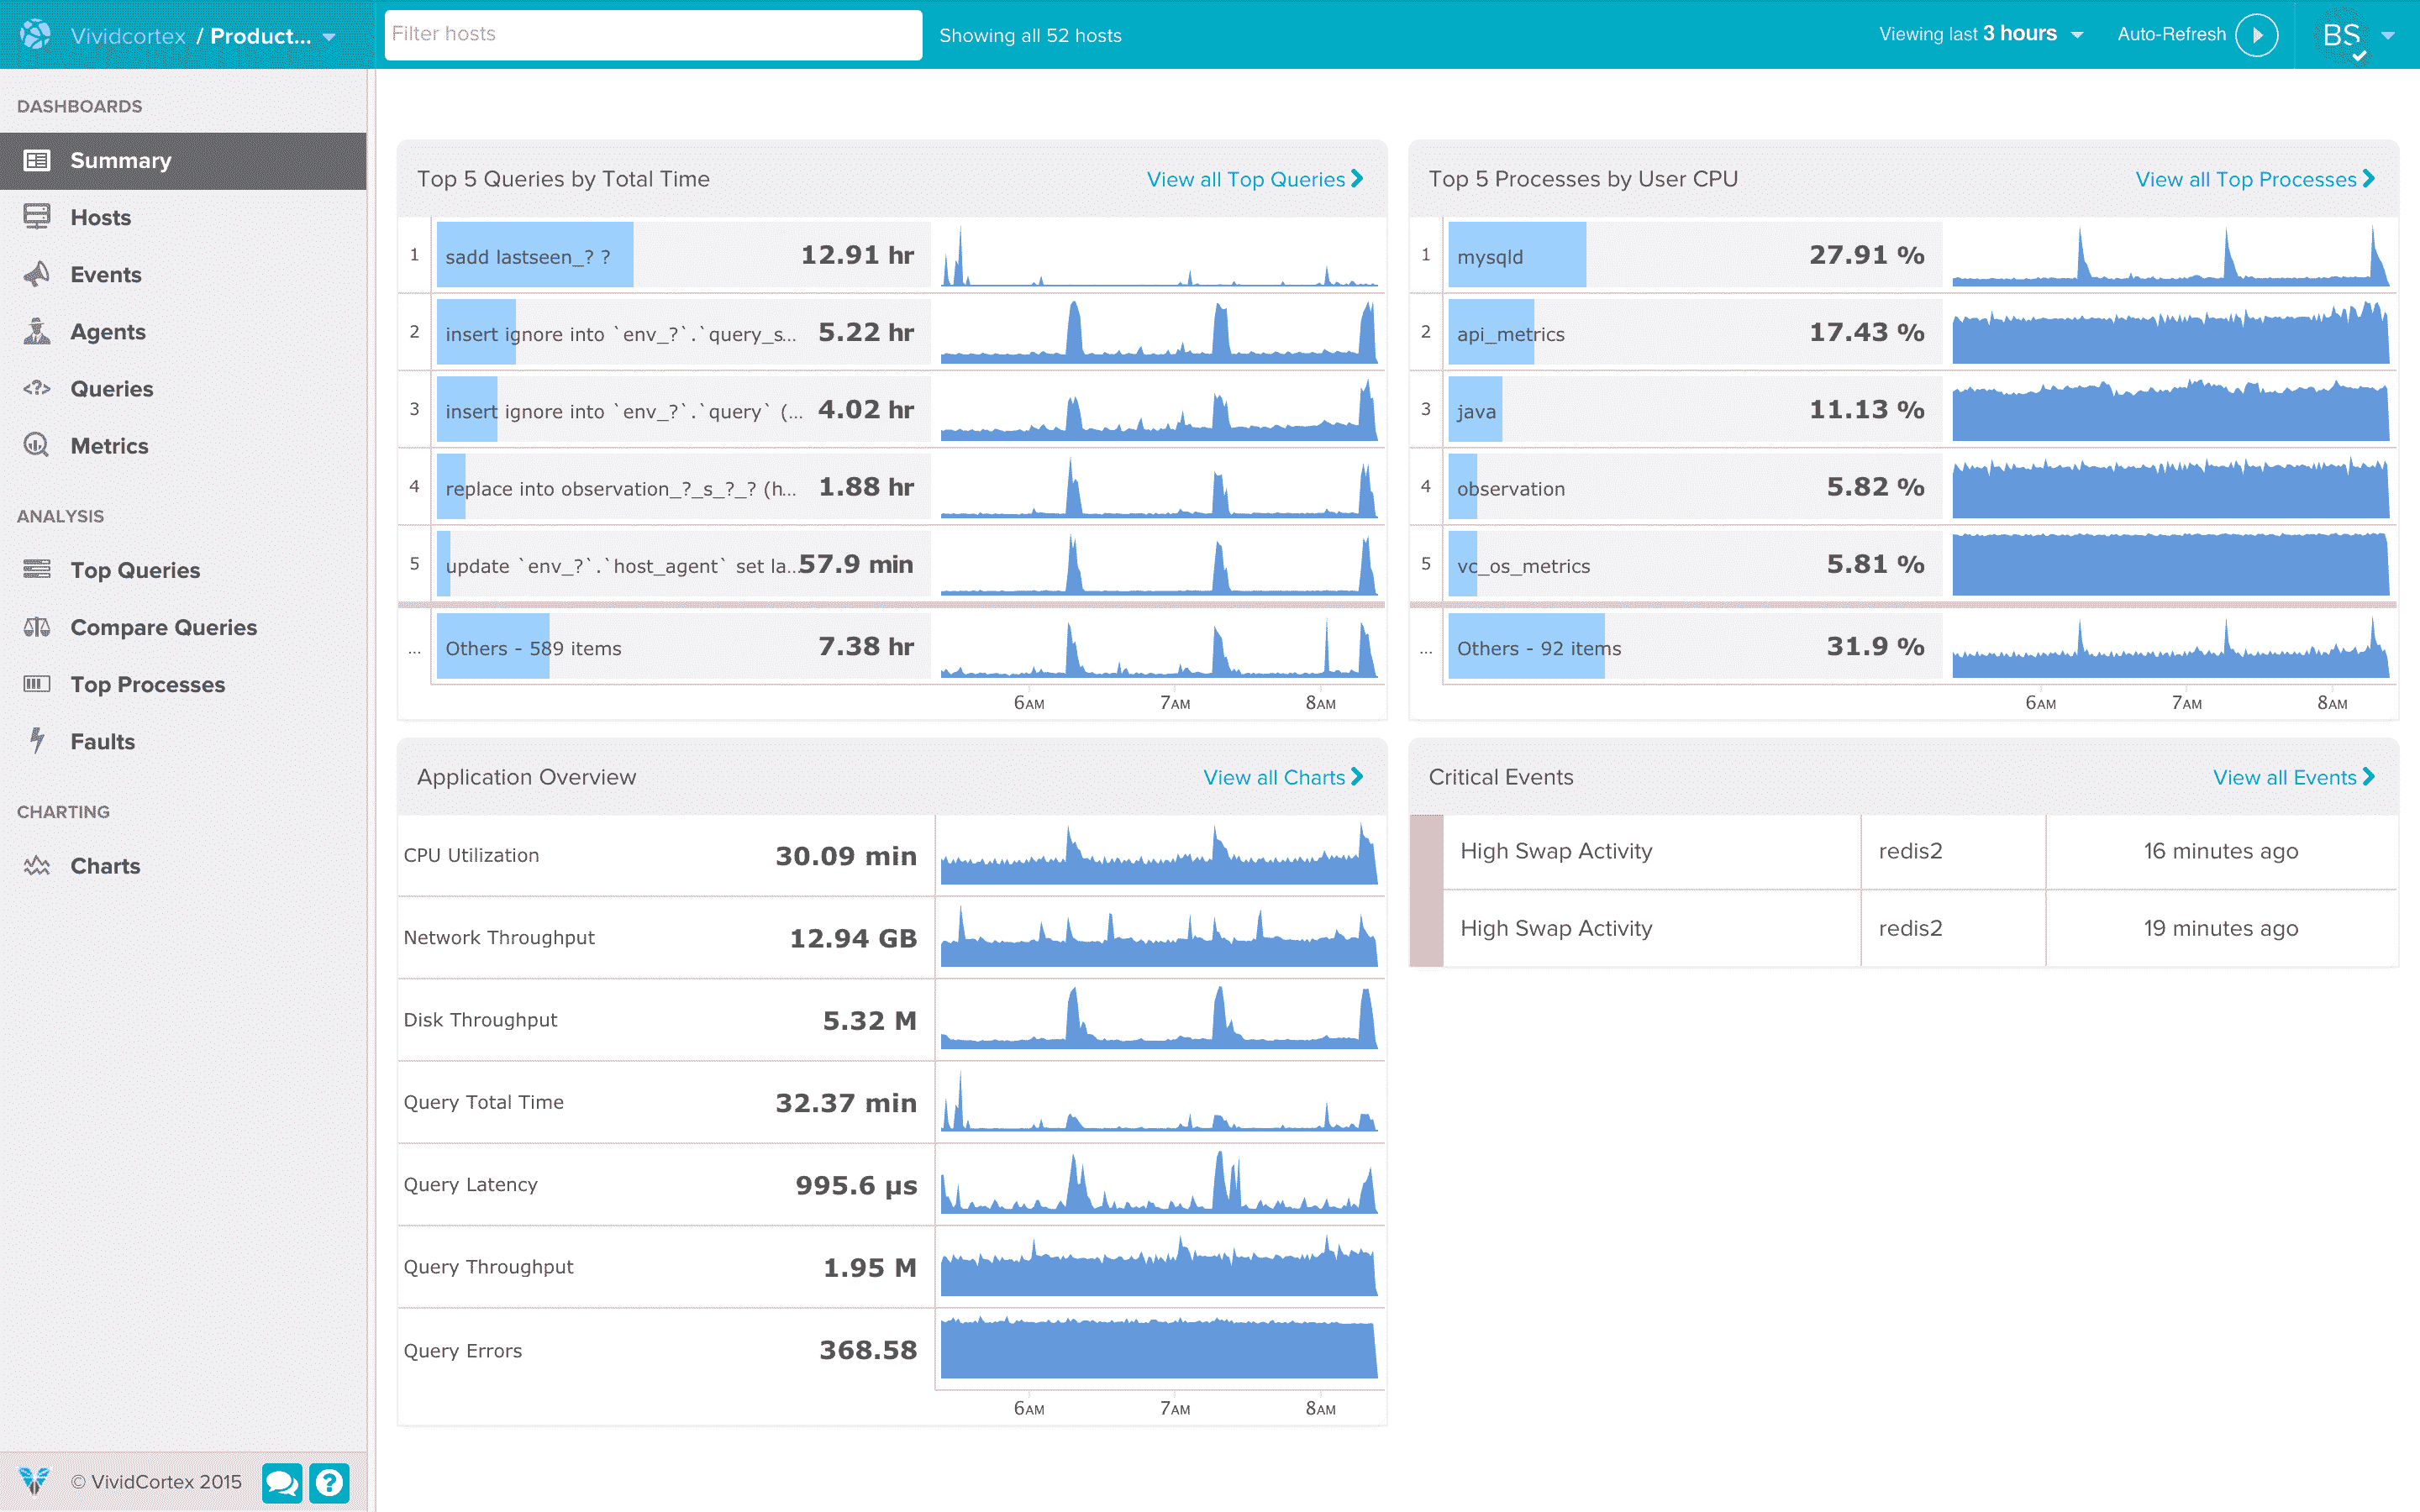 Vividcortex / Product...
Filter hosts
Showing all 52 hosts
Viewing last 3 hours
Auto-Refresh
BS
DASHBOARDS
Summary
Hosts
Events
Agents
Queries
Metrics
ANALYSIS
Top Queries
Compare Queries
Top Processes
Faults
CHARTING
Charts
© VividCortex 2015
?
Top 5 Queries by Total Time
View all Top Queries
1 sadd lastseen_? ? 12.91 hr
2 insert ignore into `env_?`.`query_s... 5.22 hr
3 insert ignore into `env_?`.`query` (... 4.02 hr
4 replace into observation_?_s_?_? (h... 1.88 hr
5 update `env_?`.`host_agent` set la... 57.9 min
... Others - 589 items 7.38 hr
6AM 7AM 8AM
Top 5 Processes by User CPU
View all Top Processes
1 mysqld 27.91 %
2 api_metrics 17.43 %
3 java 11.13 %
4 observation 5.82 %
5 vc_os_metrics 5.81 %
... Others - 92 items 31.9 %
6AM 7AM 8AM
Application Overview
View all Charts
CPU Utilization 30.09 min
Network Throughput 12.94 GB
Disk Throughput 5.32 M
Query Total Time 32.37 min
Query Latency 995.6 µs
Query Throughput 1.95 M
Query Errors 368.58
6AM 7AM 8AM
Critical Events
View all Events
High Swap Activity redis2 16 minutes ago
High Swap Activity redis2 19 minutes ago